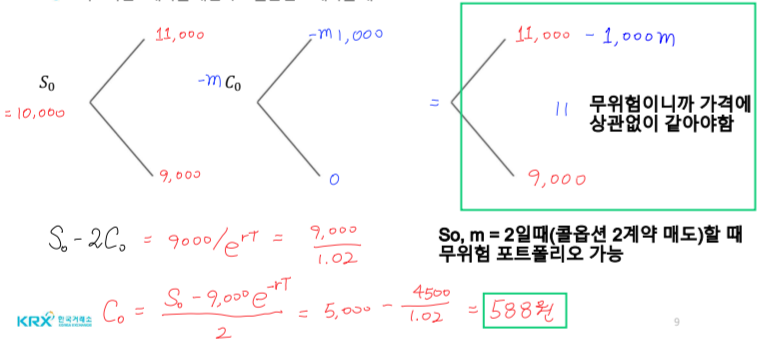 11,000
-m1,000
11,000 - 1,000m
S₀
-mC₀
=
= 10,000
||
무위험이니까 가격에
상관없이 같아야함
9,000
0
9,000
S₀ - 2C₀ = 9000/e^rT = 9,000/1.02
So, m = 2일때(콜옵션 2계약 매도)할 때
무위험 포트폴리오 가능
C₀ = (S₀ - 9,000e^-rT)/2 = 5,000 - 4500/1.02 = 588원
KRX 한국거래소
9